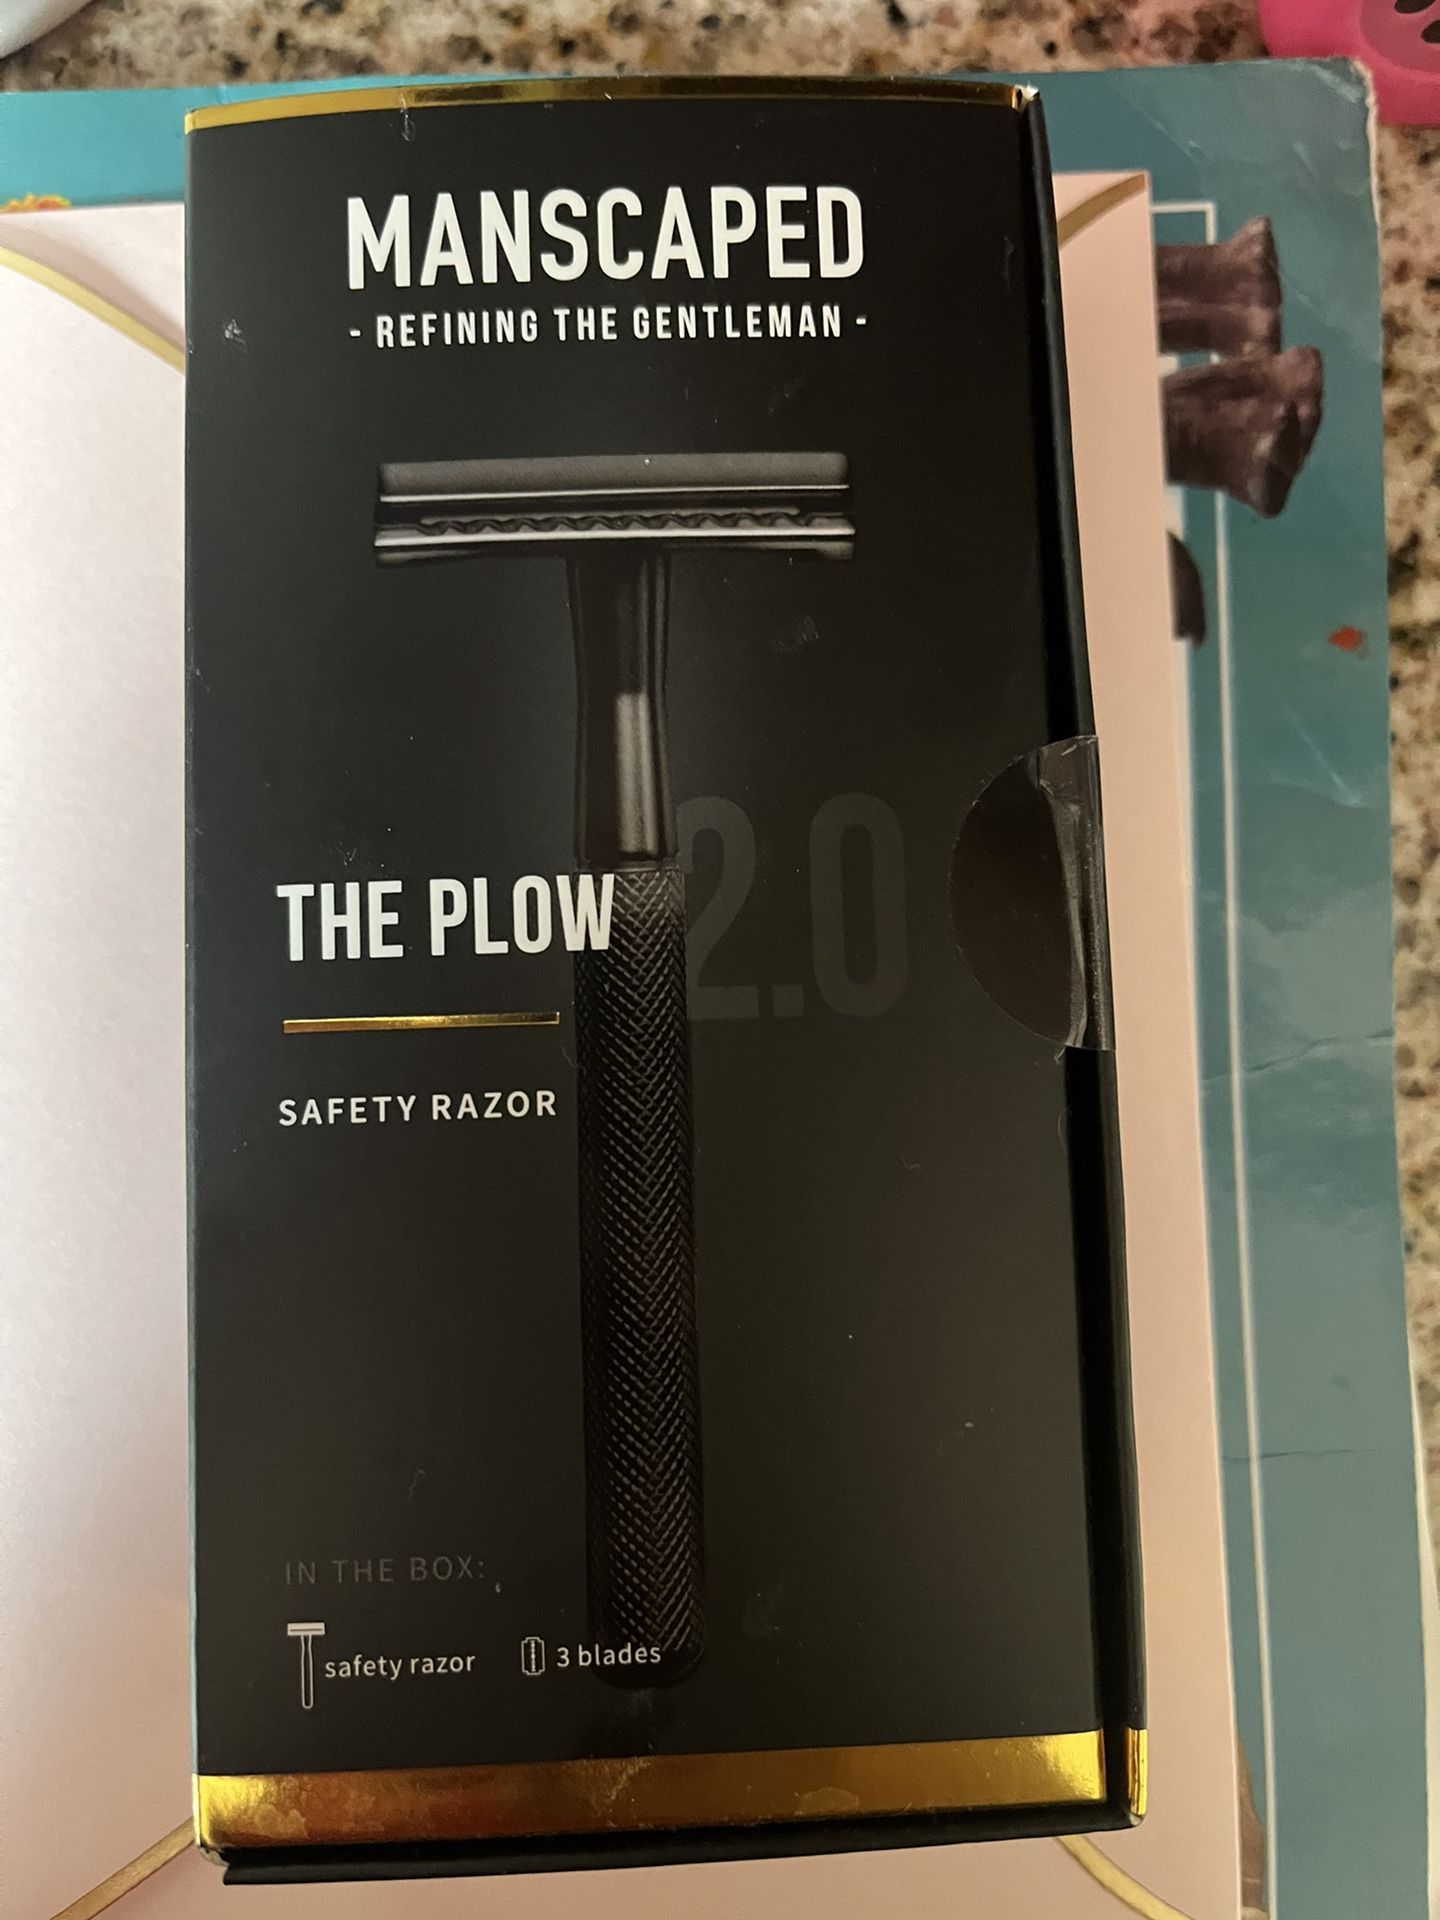 MANSCAPED
- REFINING THE GENTLEMAN -
THE PLOW 2.0
SAFETY RAZOR
IN THE BOX:
safety razor 3 blades